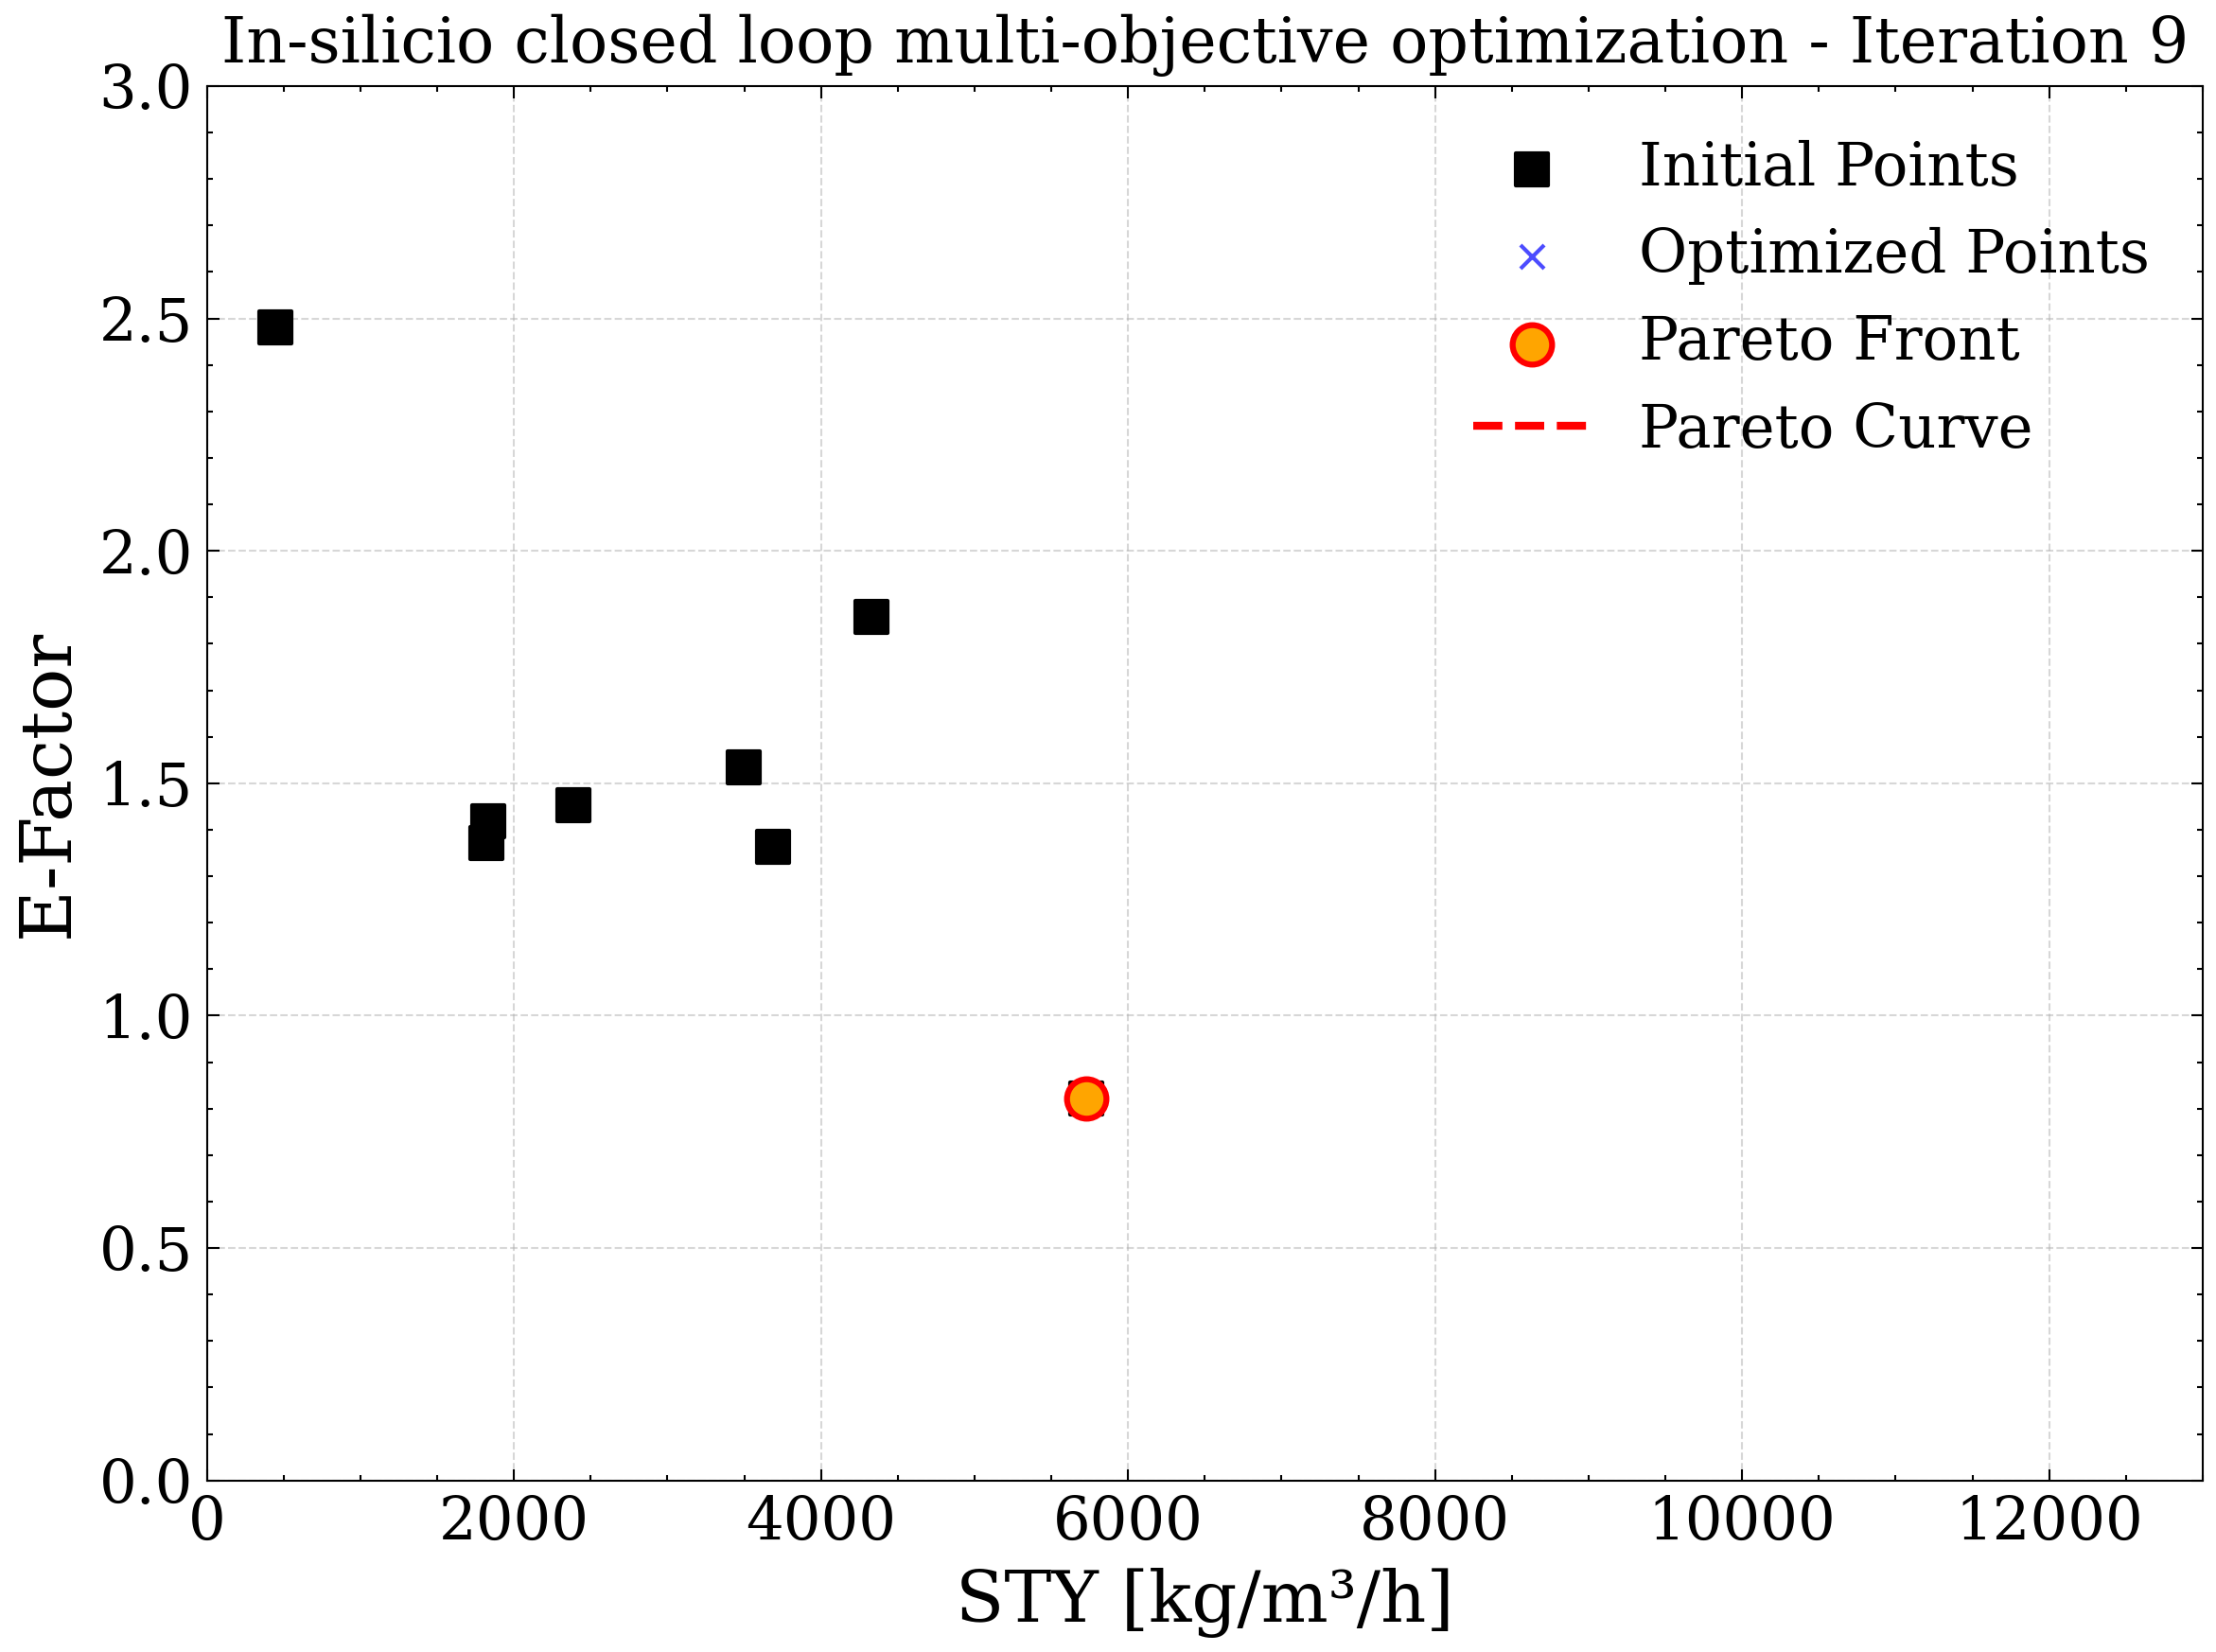 In-silicio closed loop multi-objective optimization - Iteration 9
3.0
2.5
2.0
1.5
1.0
0.5
0.0
E-Factor
Initial Points
Optimized Points
Pareto Front
Pareto Curve
0 2000 4000 6000 8000 10000 12000
STY [kg/m³/h]